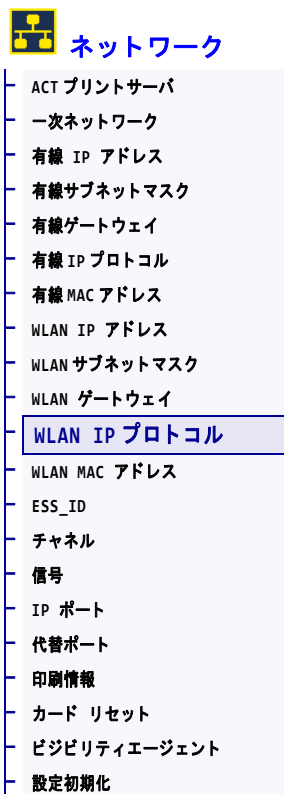 ネットワーク
ACT プリントサーバ
一次ネットワーク
有線 IP アドレス
有線サブネットマスク
有線ゲートウェイ
有線 IP プロトコル
有線 MAC アドレス
WLAN IP アドレス
WLAN サブネットマスク
WLAN ゲートウェイ
WLAN IP プロトコル
WLAN MAC アドレス
ESS_ID
チャネル
信号
IP ポート
代替ポート
印刷情報
カード リセット
ビジビリティエージェント
設定初期化